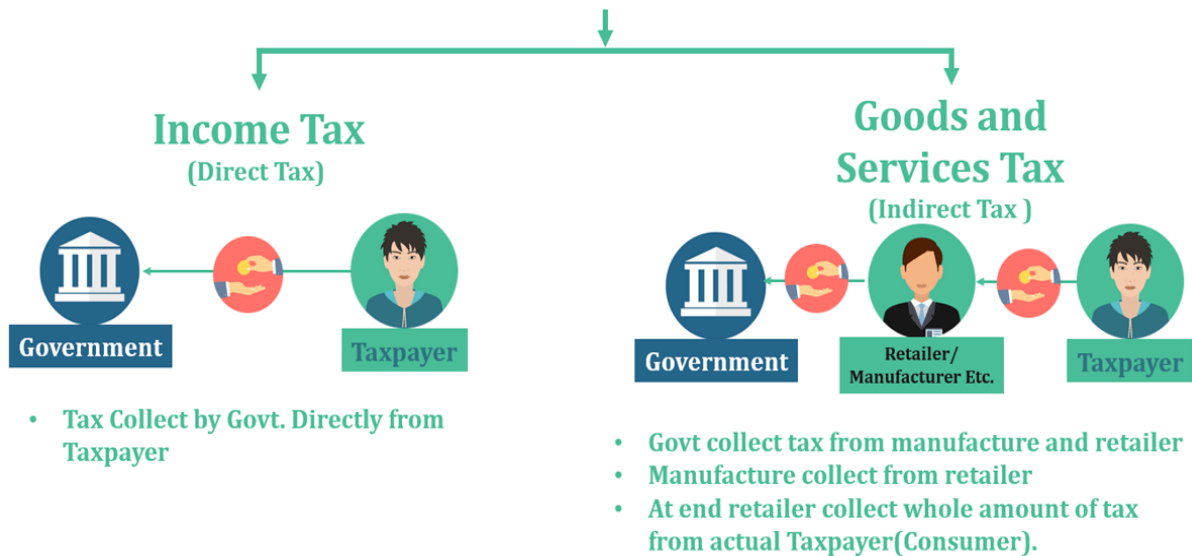 Income Tax
(Direct Tax)
Government
Taxpayer
• Tax Collect by Govt. Directly from
Taxpayer
Goods and
Services Tax
(Indirect Tax )
Government
Retailer/
Manufacturer Etc.
Taxpayer
• Govt collect tax from manufacture and retailer
• Manufacture collect from retailer
• At end retailer collect whole amount of tax
from actual Taxpayer(Consumer).